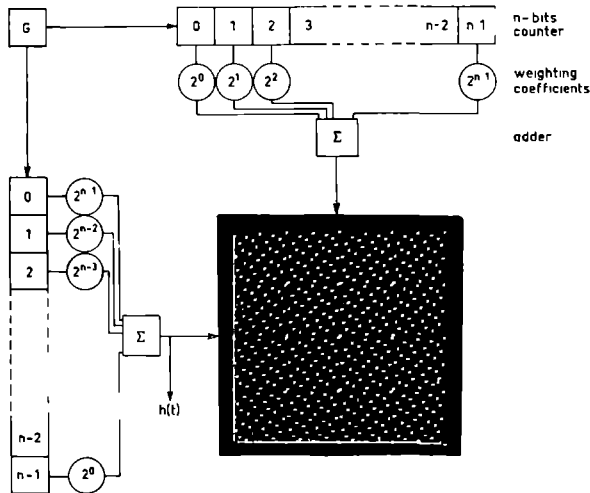 G
0 1 2 3 n-2 n-1
n-bits
counter
2⁰ 2¹ 2² 2ⁿ⁻¹
weighting
coefficients
Σ
adder
0 2ⁿ⁻¹
1 2ⁿ⁻²
2 2ⁿ⁻³
Σ
h(t)
n-2
n-1 2⁰